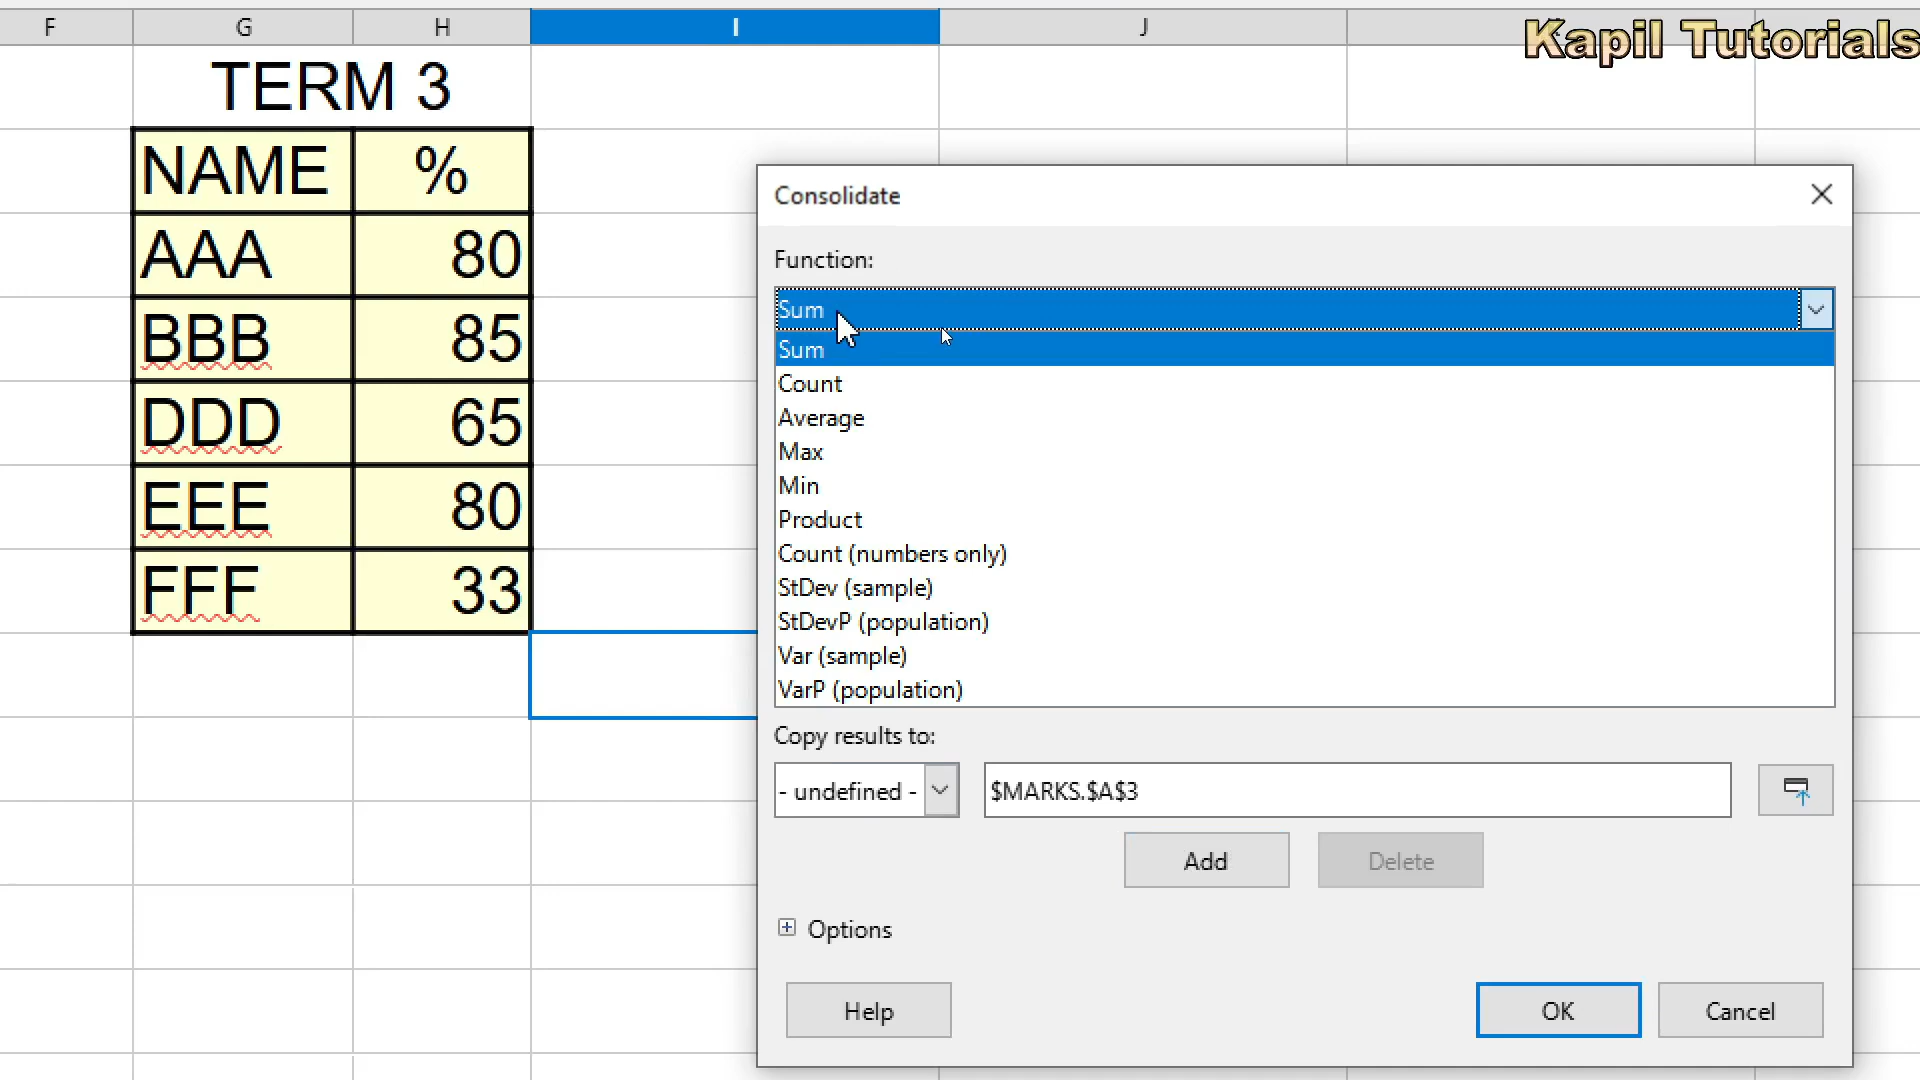 F G H I J
Kapil Tutorials
TERM 3
NAME %
AAA 80
BBB 85
DDD 65
EEE 80
FFF 33
Consolidate
Function:
Sum
Sum
Count
Average
Max
Min
Product
Count (numbers only)
StDev (sample)
StDevP (population)
Var (sample)
VarP (population)
Copy results to:
- undefined - $MARKS.$A$3
Add Delete
Options
Help OK Cancel